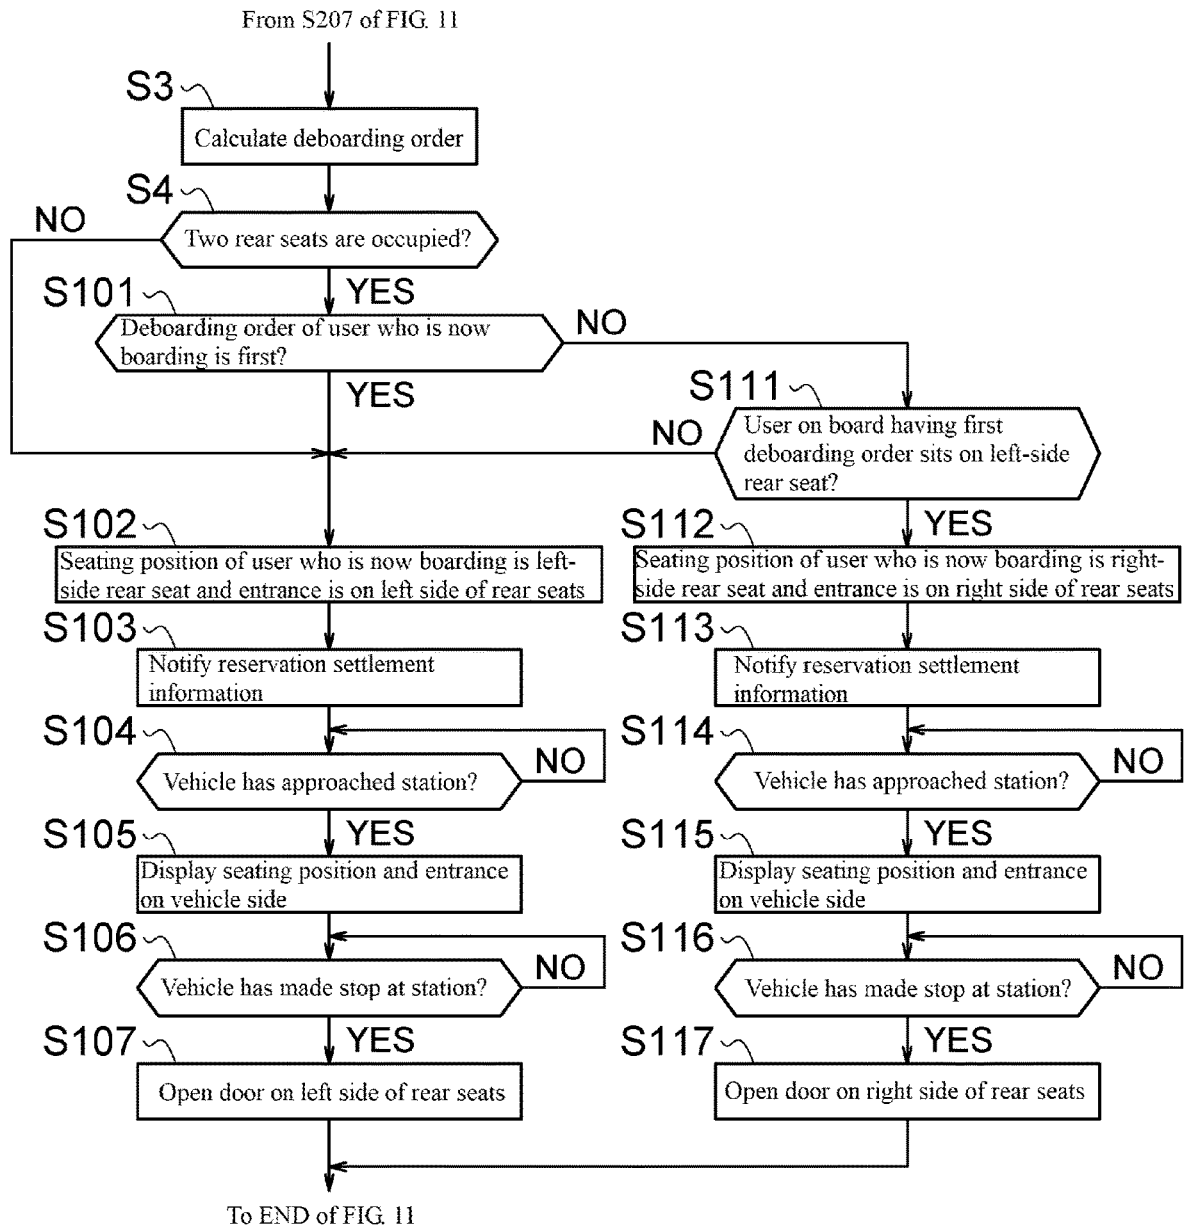 From S207 of FIG. 11
S3
Calculate deboarding order
S4
NO
Two rear seats are occupied?
S101
YES
Deboarding order of user who is now
boarding is first?
NO
YES
S111
NO
User on board having first
deboarding order sits on left-side
rear seat?
YES
S102
Seating position of user who is now boarding is left-
side rear seat and entrance is on left side of rear seats
S112
Seating position of user who is now boarding is right-
side rear seat and entrance is on right side of rear seats
S103
Notify reservation settlement
information
S113
Notify reservation settlement
information
S104
Vehicle has approached station?
NO
YES
S114
Vehicle has approached station?
NO
YES
S105
Display seating position and entrance
on vehicle side
S115
Display seating position and entrance
on vehicle side
S106
Vehicle has made stop at station?
NO
YES
S116
Vehicle has made stop at station?
NO
YES
S107
Open door on left side of rear seats
S117
Open door on right side of rear seats
To END of FIG. 11